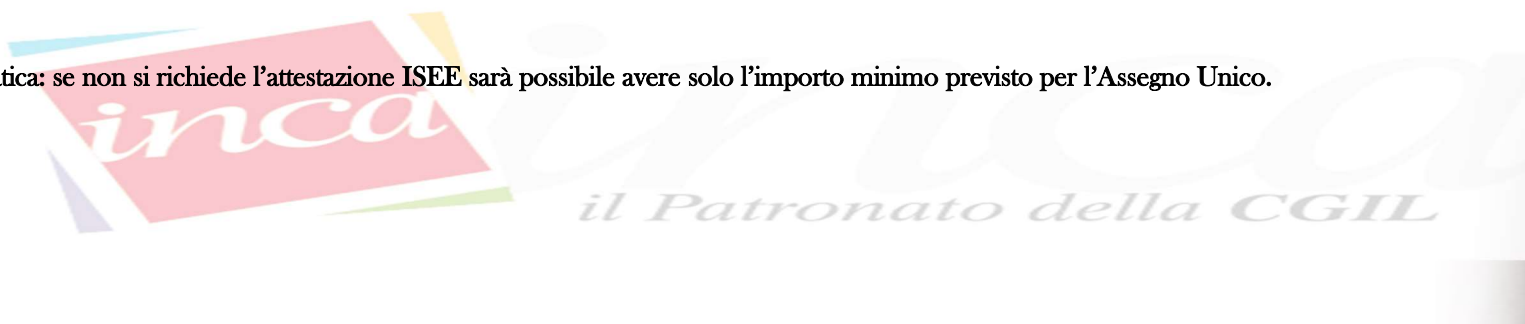 tica: se non si richiede l’attestazione ISEE sarà possibile avere solo l’importo minimo previsto per l’Assegno Unico.
inca
inca
il Patronato della CGIL